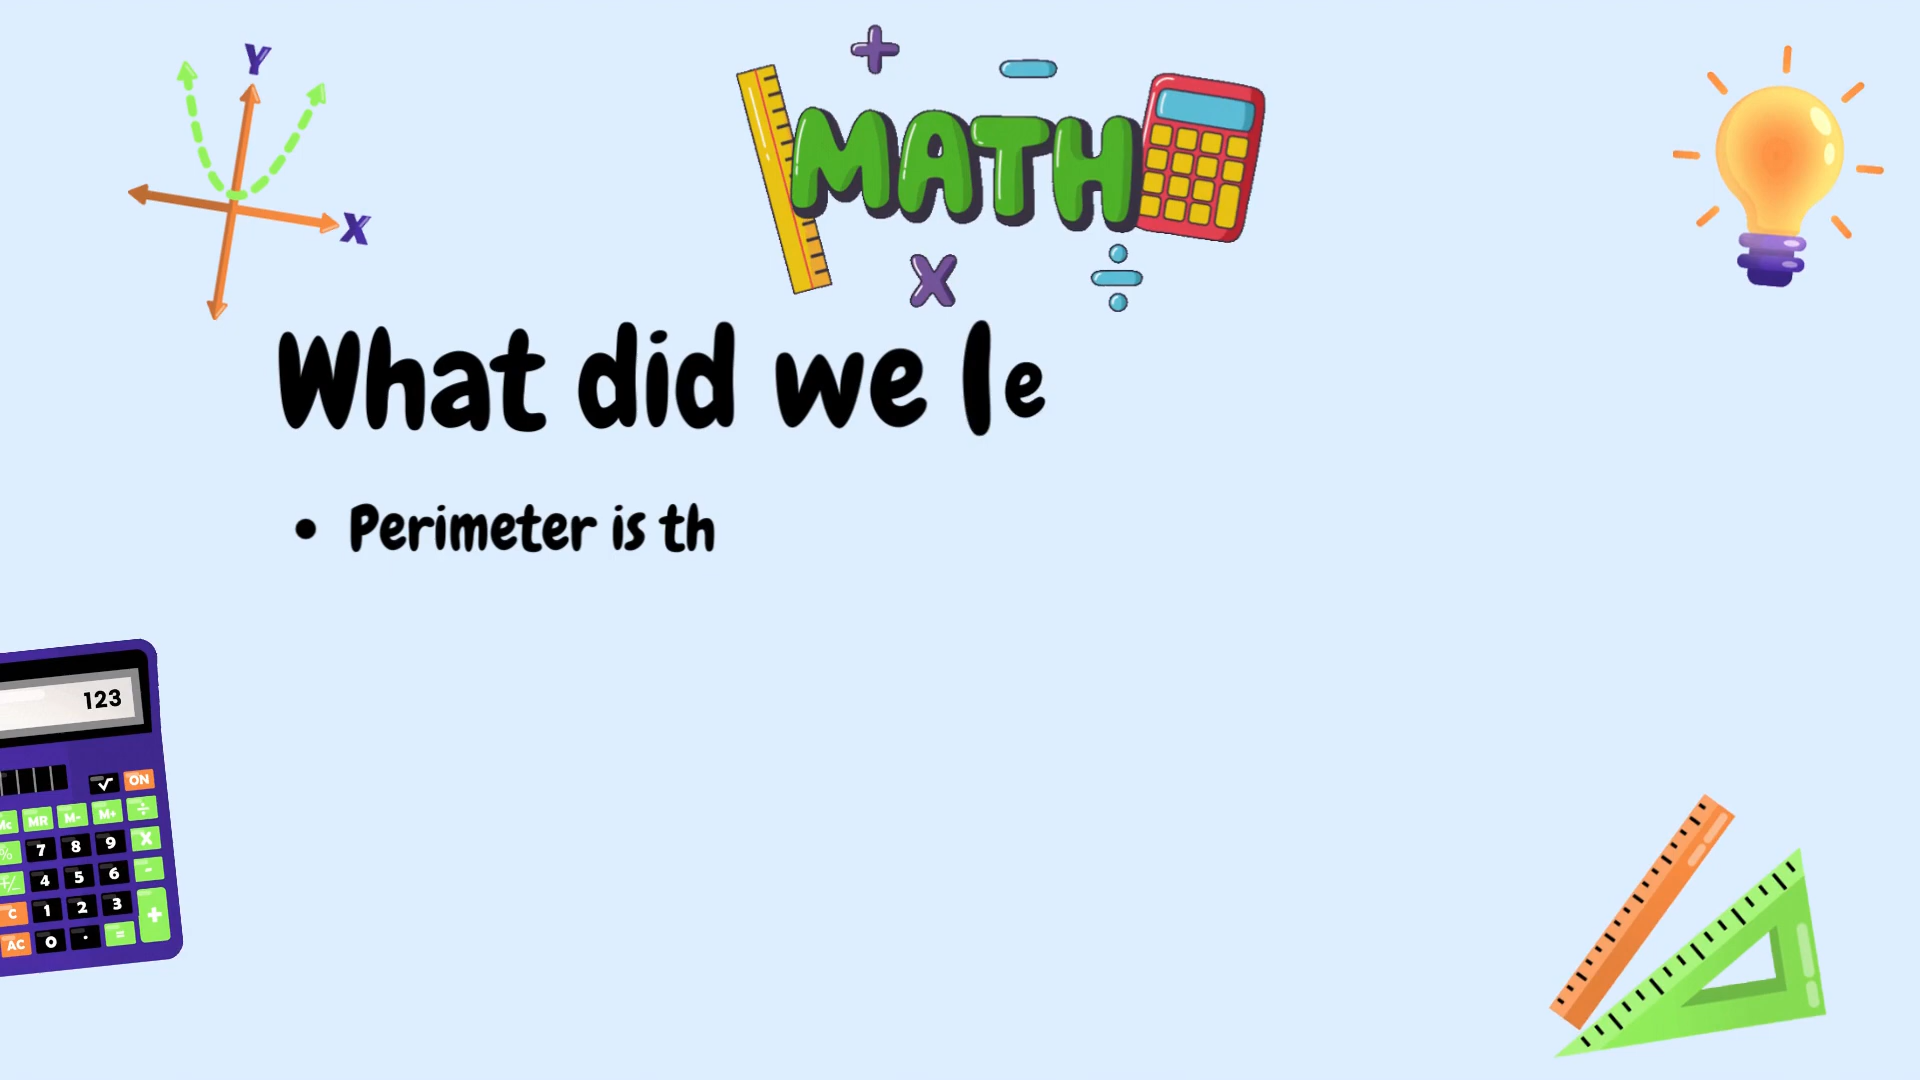 Y
X
+
−
MATH
x
÷
What did we le
• Perimeter is th
123
√ ON
Mc MR M- M+ ÷
% 7 8 9 X
+/- 4 5 6 -
C 1 2 3 +
AC 0 . =